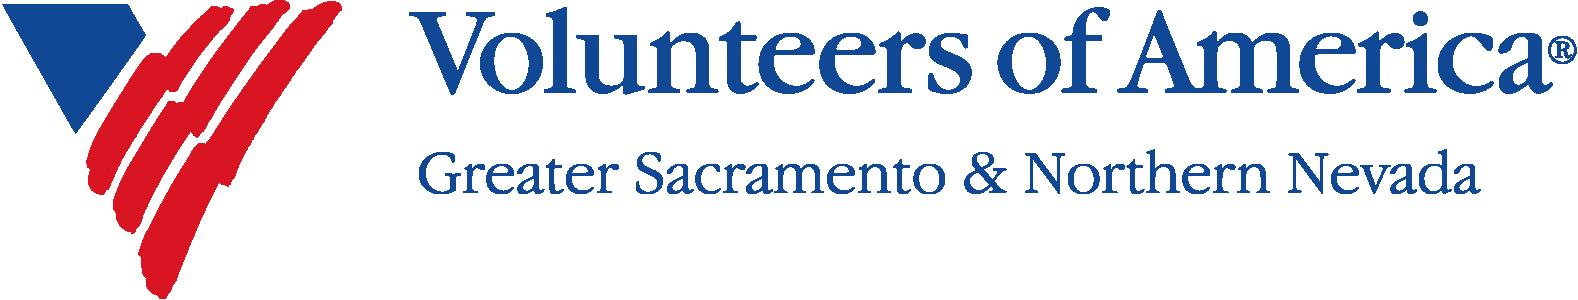 Volunteers of America®
Greater Sacramento & Northern Nevada